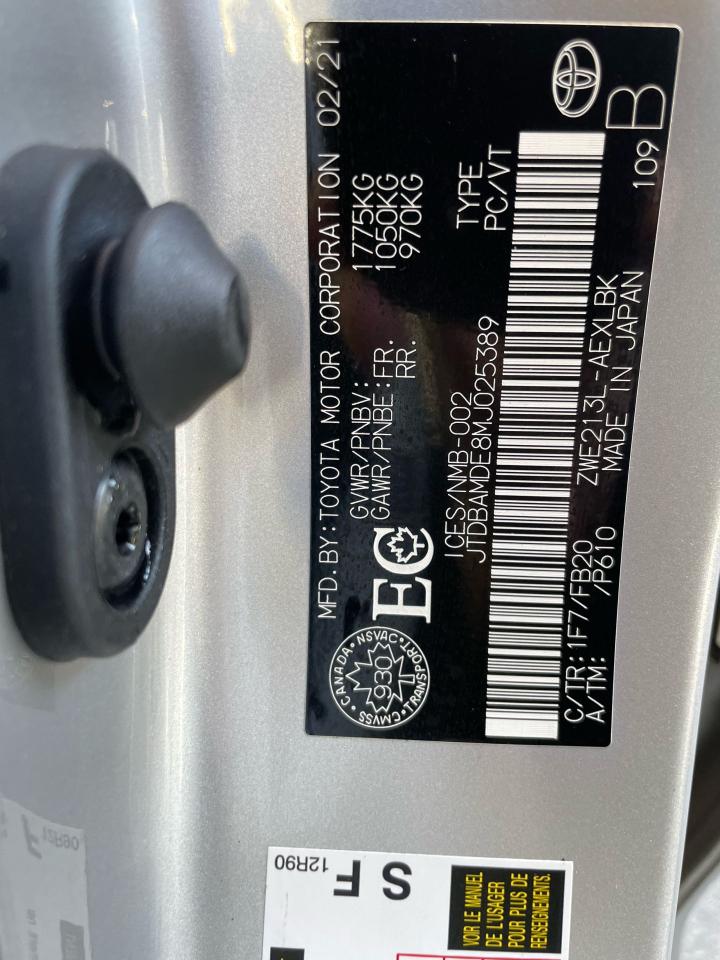 MFD. BY: TOYOTA MOTOR CORPORATION 02/21
GVWR/PNBV: 1775KG
GAWR/PNBE: FR. 1050KG
RR. 970KG
EC
CANADA • NSVAC • TRANSPORT • CMVSS •
930
ICES/NMB-002
JTDBAMDE8MJ025389
TYPE
PC/VT
C/TR: 1F7/FB20
A/TM: /P610
ZWE213L-AEXLBK
MADE IN JAPAN
109
B
12R90
S F
VOIR LE MANUEL
DE L'USAGER
POUR PLUS DE
RENSEIGNEMENTS.
12R90
F